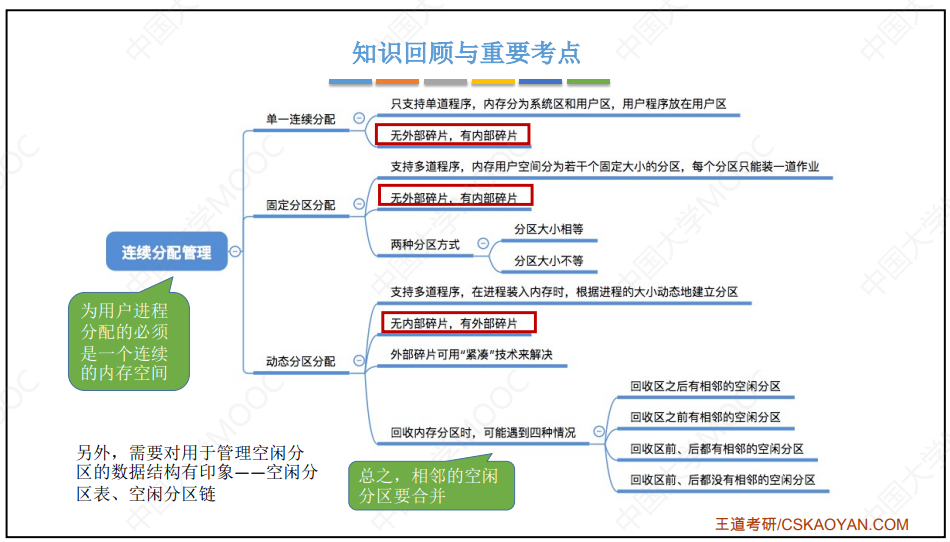 知识回顾与重要考点
只支持单道程序，内存分为系统区和用户区，用户程序放在用户区
单一连续分配
无外部碎片，有内部碎片
支持多道程序，内存用户空间分为若干个固定大小的分区，每个分区只能装一道作业
固定分区分配
无外部碎片，有内部碎片
两种分区方式
分区大小相等
分区大小不等
连续分配管理
为用户进程
分配的必须
是一个连续
的内存空间
支持多道程序，在进程装入内存时，根据进程的大小动态地建立分区
无内部碎片，有外部碎片
动态分区分配
外部碎片可用“紧凑”技术来解决
回收内存分区时，可能遇到四种情况
回收区之后有相邻的空闲分区
回收区之前有相邻的空闲分区
回收区前、后都有相邻的空闲分区
回收区前、后都没有相邻的空闲分区
另外，需要对用于管理空闲分
区的数据结构有印象——空闲分
区表、空闲分区链
总之，相邻的空闲
分区要合并
王道考研/CSKAOYAN.COM
中国大学MOOC